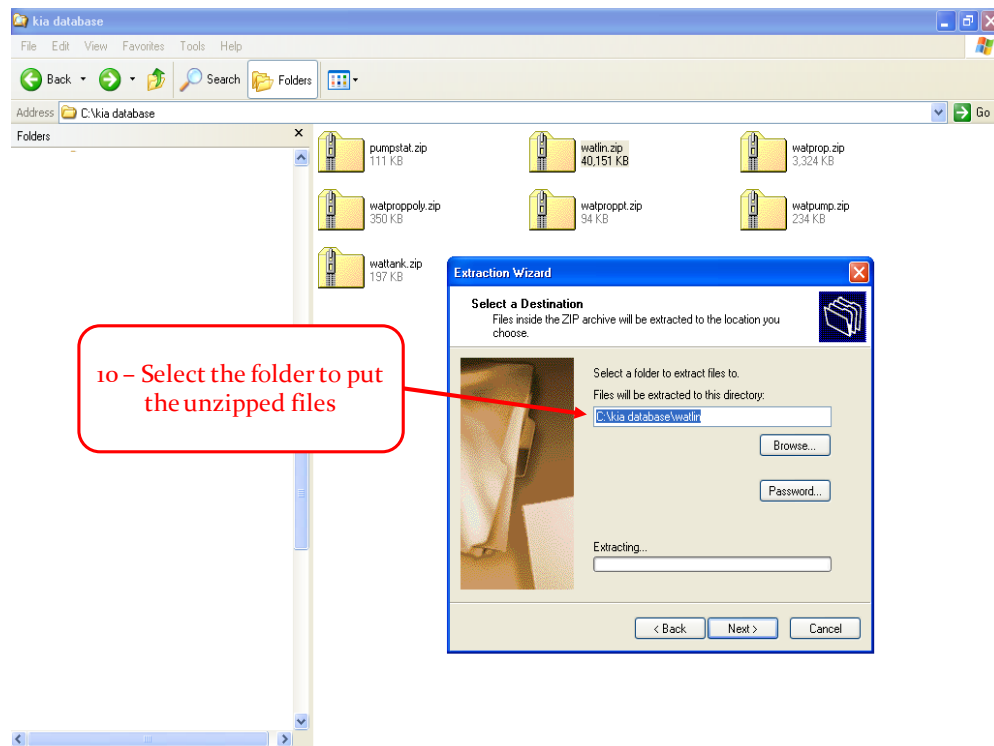 kia database
File Edit View Favorites Tools Help
Back Search Folders
Address C:\kia database Go
Folders
pumpstat.zip
111 KB
watlin.zip
40,151 KB
watprop.zip
3,324 KB
watproppoly.zip
350 KB
watproppt.zip
94 KB
watpump.zip
234 KB
wattank.zip
197 KB
Extraction Wizard
Select a Destination
Files inside the ZIP archive will be extracted to the location you
choose.
10 – Select the folder to put
the unzipped files
Select a folder to extract files to.
Files will be extracted to this directory:
C:\kia database\watlin
Browse...
Password...
Extracting...
< Back Next > Cancel